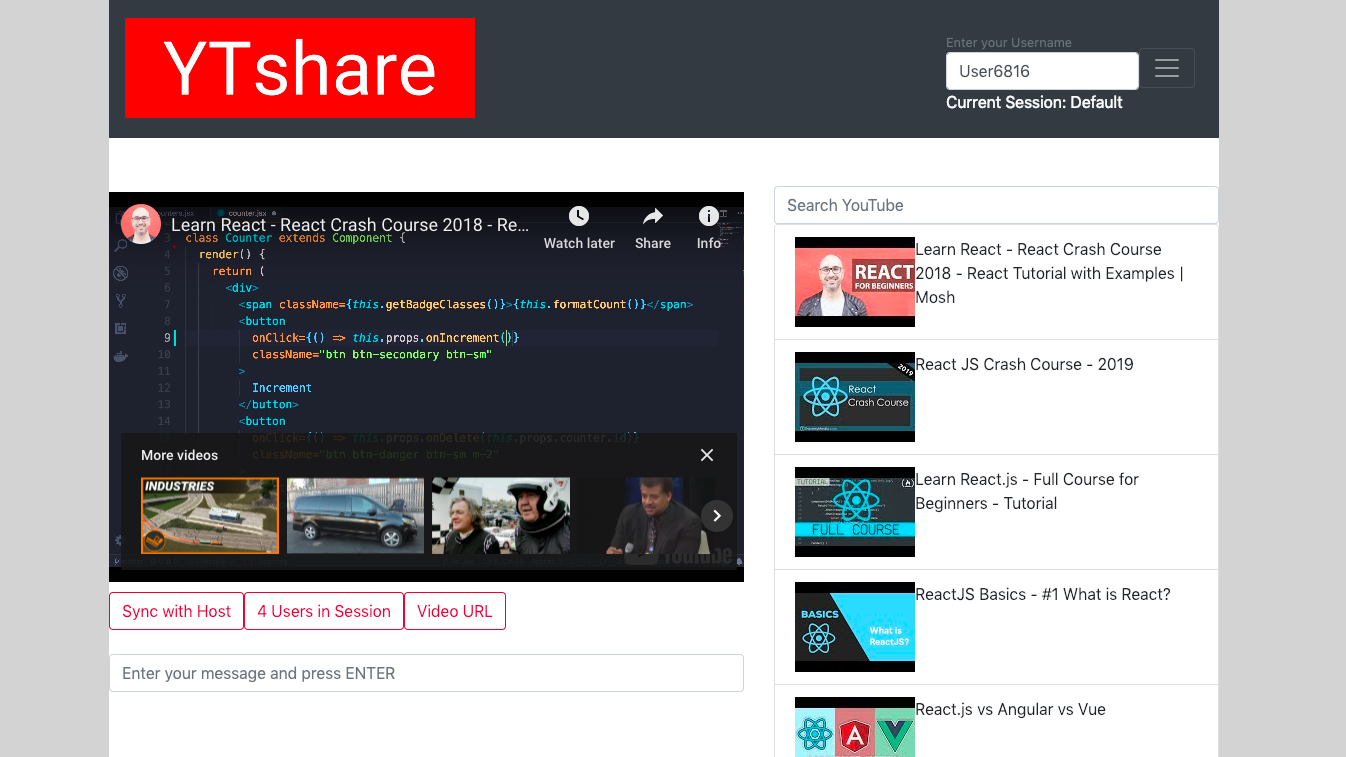 YTshare
Enter your Username
User6816
Current Session: Default
counter.jsx
Learn React - React Crash Course 2018 - Re...
Watch later
Share
Info
class Counter extends Component {
4 render() {
5 return (
6 <div>
7 <span className={this.getBadgeClasses()}>{this.formatCount()}</span>
8 <button
9 onClick={() => this.props.onIncrement()}
10 className="btn btn-secondary btn-sm"
11 >
12 Increment
13 </button>
14 <button
onClick={() => this.props.onDelete(this.props.counter.id)}
className="btn btn-danger btn-sm m-2"
More videos
INDUSTRIES
YouTube
Sync with Host
4 Users in Session
Video URL
Enter your message and press ENTER
Search YouTube
REACT
FOR BEGINNERS
Learn React - React Crash Course
2018 - React Tutorial with Examples |
Mosh
2019
React
Crash Course
React JS Crash Course - 2019
TUTORIAL
FULL COURSE
Learn React.js - Full Course for
Beginners - Tutorial
BASICS
What is
ReactJS?
ReactJS Basics - #1 What is React?
React.js vs Angular vs Vue